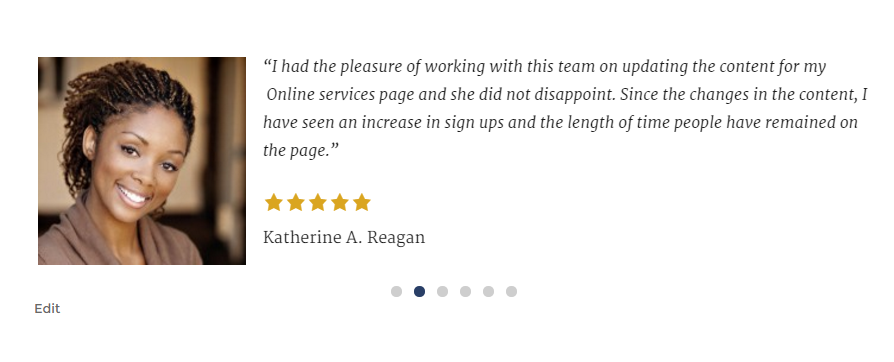 “I had the pleasure of working with this team on updating the content for my
Online services page and she did not disappoint. Since the changes in the content, I
have seen an increase in sign ups and the length of time people have remained on
the page.”
Katherine A. Reagan
Edit